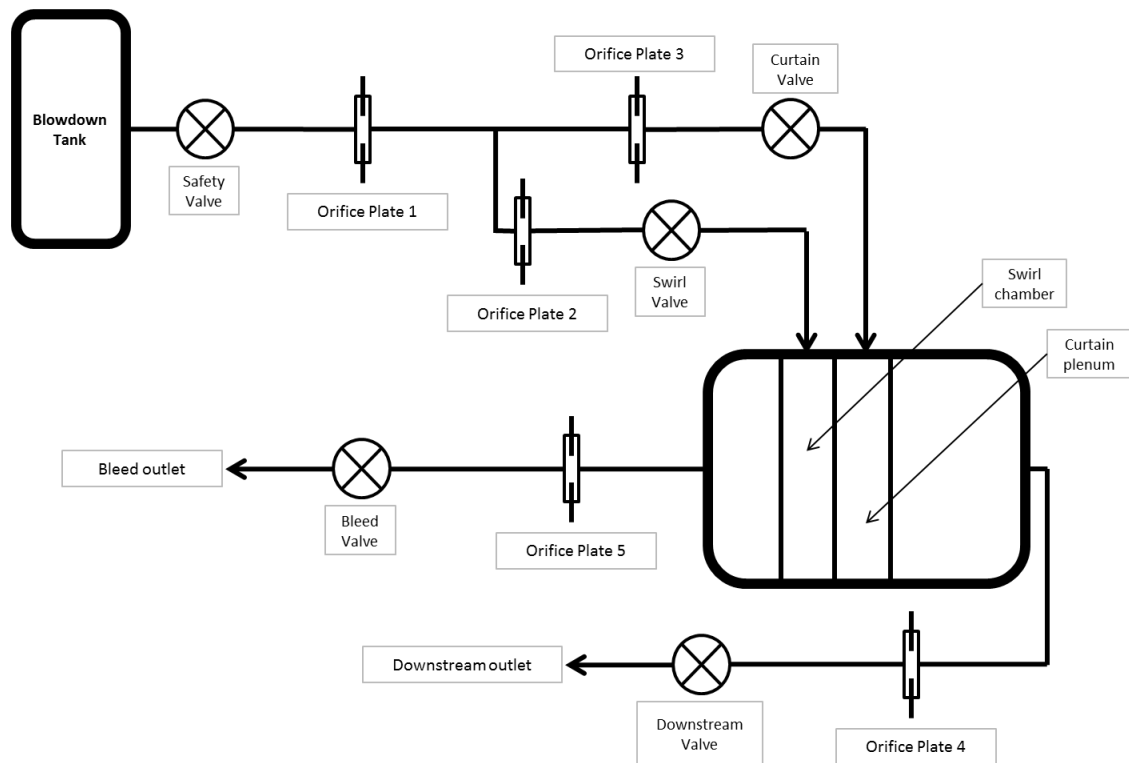 Blowdown
Tank
Safety
Valve
Orifice Plate 1
Orifice Plate 3
Curtain
Valve
Orifice Plate 2
Swirl
Valve
Swirl
chamber
Curtain
plenum
Bleed outlet
Bleed
Valve
Orifice Plate 5
Downstream outlet
Downstream
Valve
Orifice Plate 4